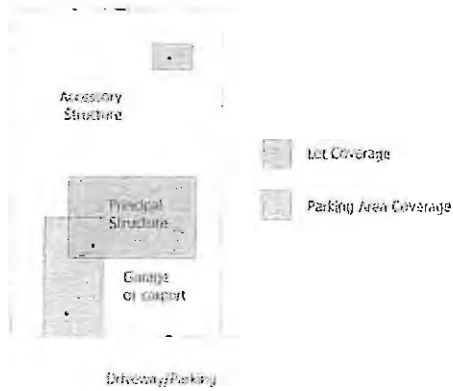 Accessory
Structure
Lot Coverage
Parking Area Coverage
Principal
Structure
Garage
or carport
Driveway/Parking